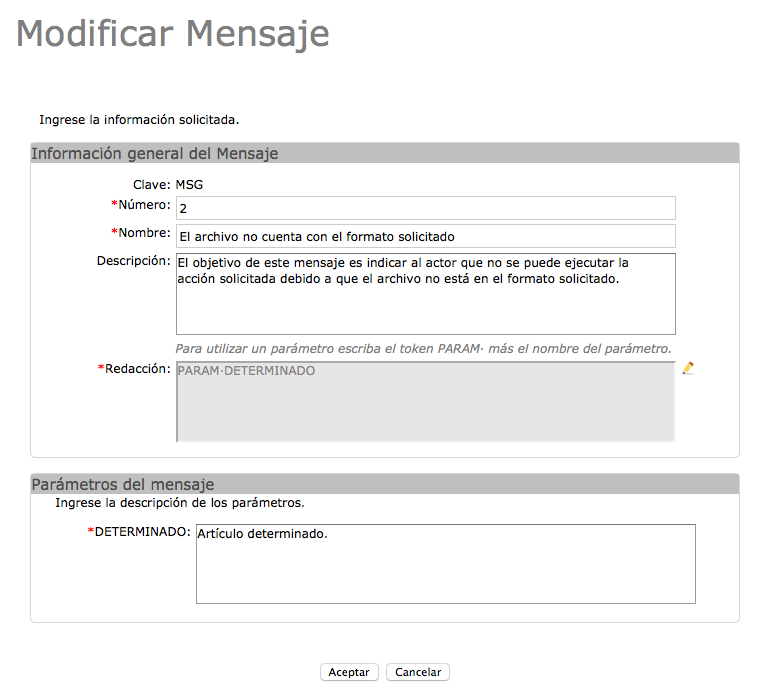 Modificar Mensaje
Ingrese la información solicitada.
Información general del Mensaje
Clave: MSG
*Número: 2
*Nombre: El archivo no cuenta con el formato solicitado
Descripción: El objetivo de este mensaje es indicar al actor que no se puede ejecutar la
acción solicitada debido a que el archivo no está en el formato solicitado.
Para utilizar un parámetro escriba el token PARAM· más el nombre del parámetro.
*Redacción: PARAM·DETERMINADO
Parámetros del mensaje
Ingrese la descripción de los parámetros.
*DETERMINADO: Artículo determinado.
Aceptar Cancelar